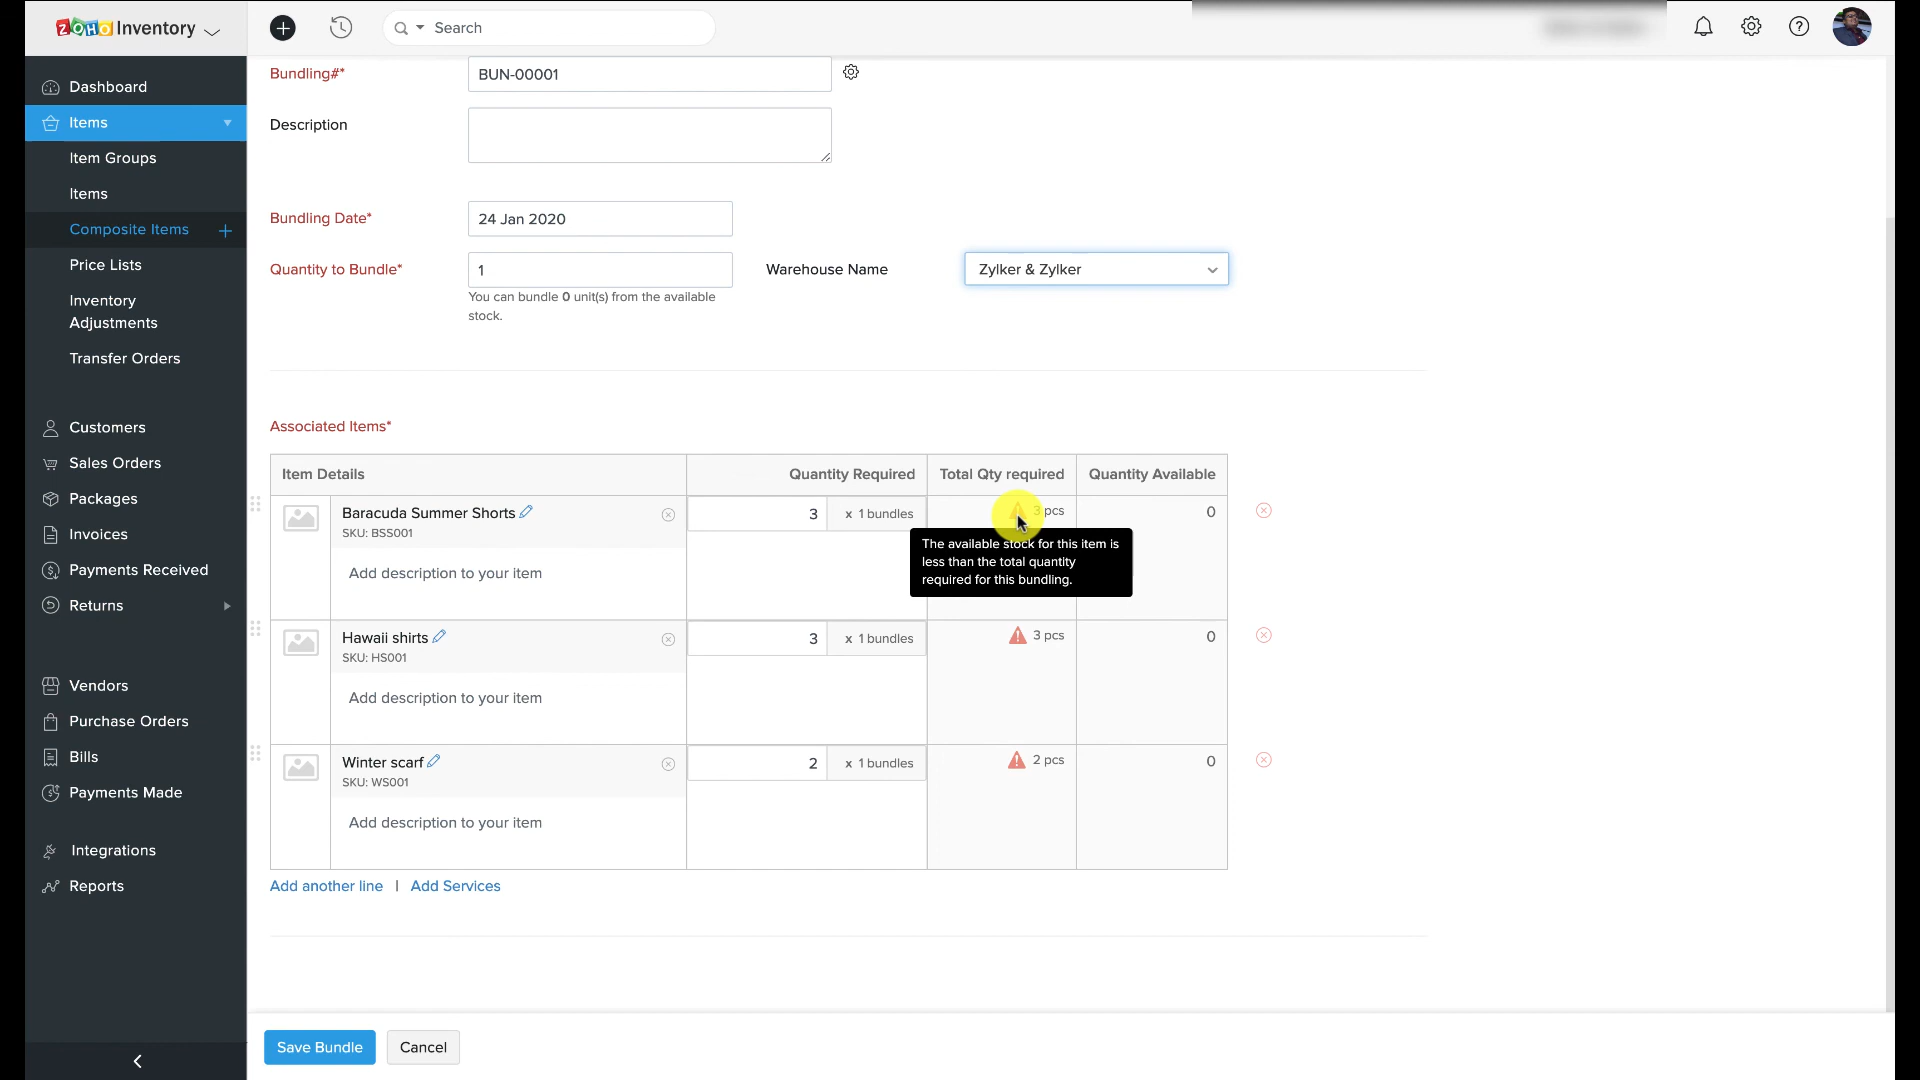 ZOHO Inventory
Search
Dashboard
Items
Item Groups
Items
Composite Items
Price Lists
Inventory
Adjustments
Transfer Orders
Customers
Sales Orders
Packages
Invoices
Payments Received
Returns
Vendors
Purchase Orders
Bills
Payments Made
Integrations
Reports
Bundling#* BUN-00001
Description
Bundling Date* 24 Jan 2020
Quantity to Bundle* 1 Warehouse Name Zylker & Zylker
You can bundle 0 unit(s) from the available
stock.
Associated Items*
Item Details Quantity Required Total Qty required Quantity Available
Baracuda Summer Shorts 3 x 1 bundles 3 pcs 0
SKU: BSS001
Add description to your item
The available stock for this item is
less than the total quantity
required for this bundling.
Hawaii shirts 3 x 1 bundles 3 pcs 0
SKU: HS001
Add description to your item
Winter scarf 2 x 1 bundles 2 pcs 0
SKU: WS001
Add description to your item
Add another line | Add Services
Save Bundle Cancel